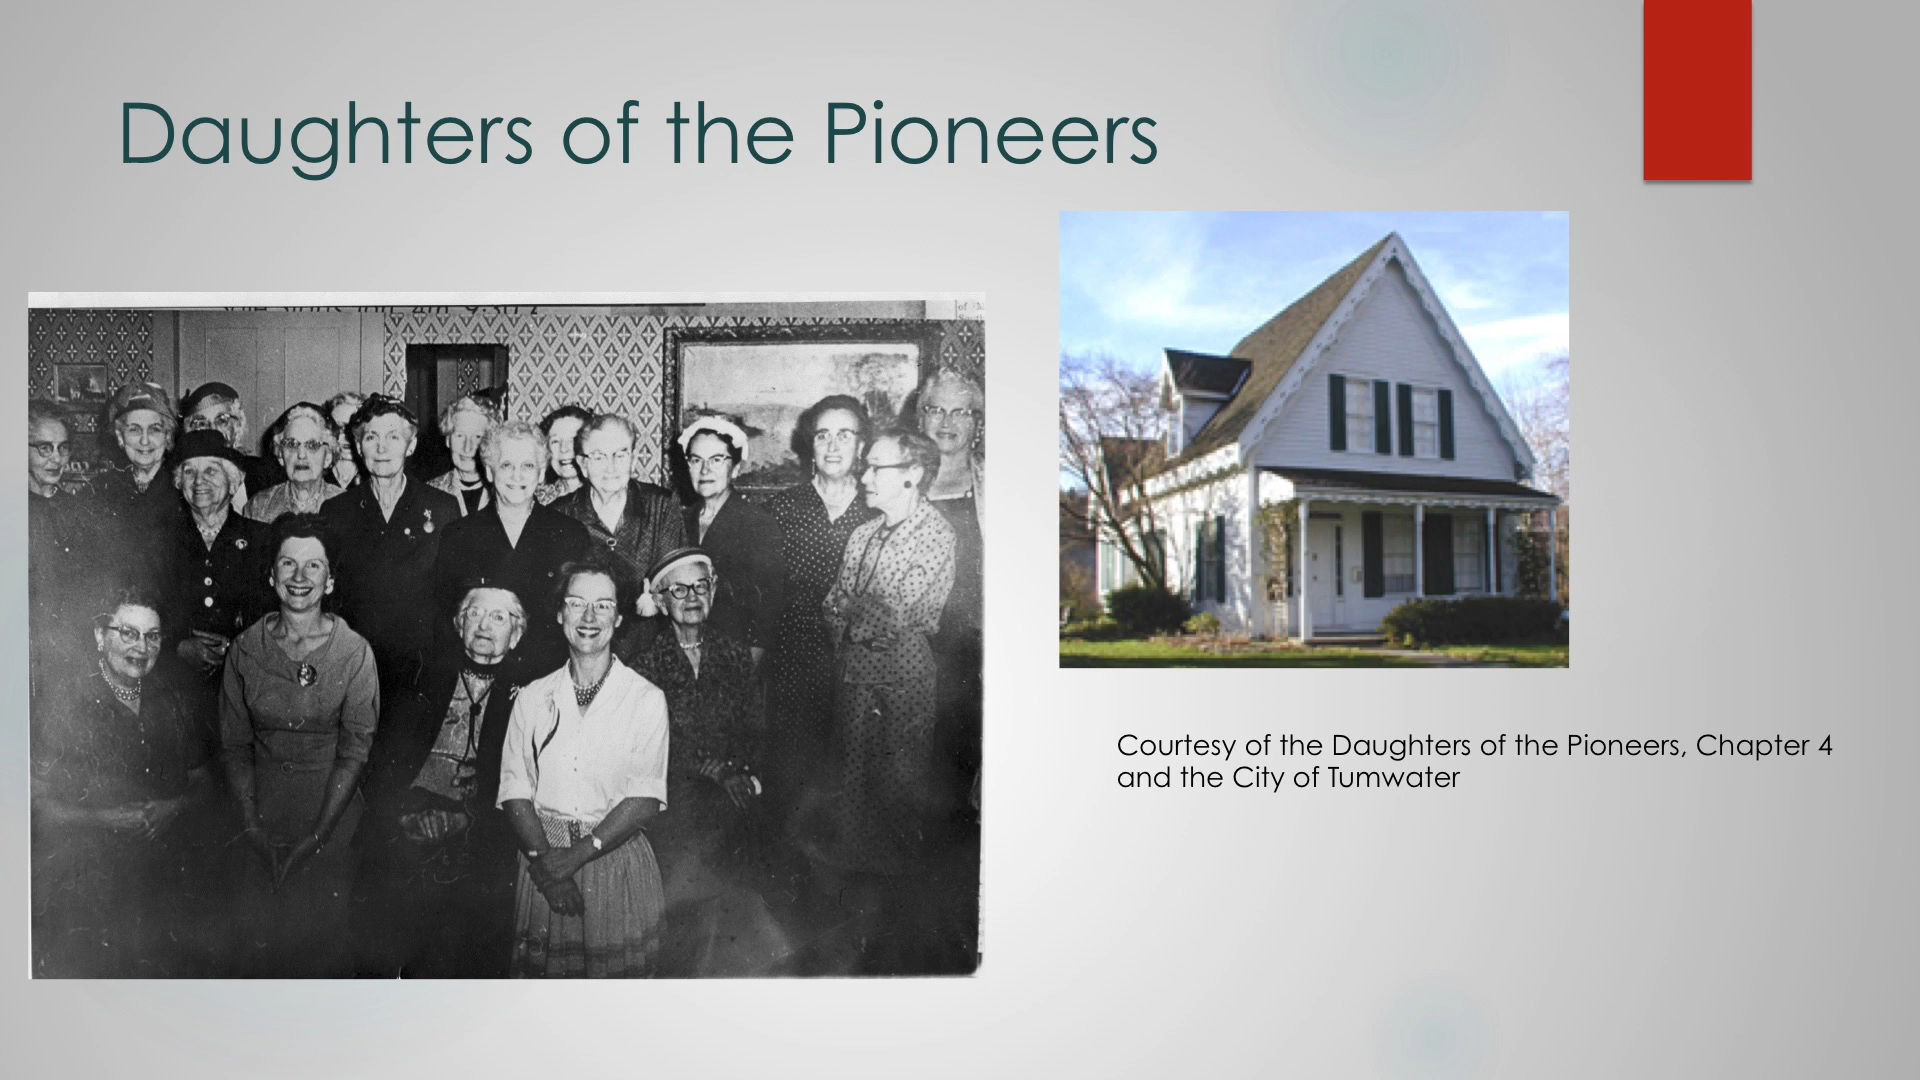 Daughters of the Pioneers
Courtesy of the Daughters of the Pioneers, Chapter 4
and the City of Tumwater